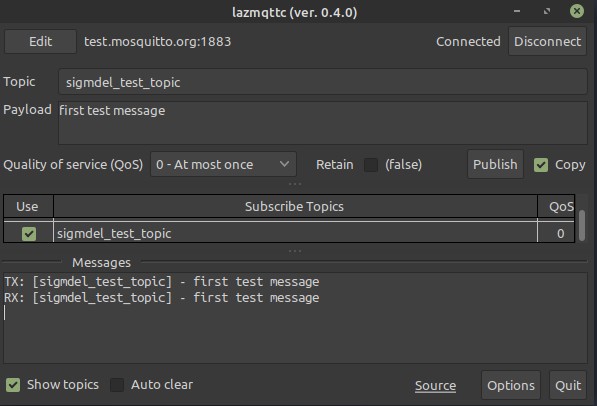 lazmqttc (ver. 0.4.0)
Edit test.mosquitto.org:1883 Connected Disconnect
Topic sigmdel_test_topic
Payload first test message
Quality of service (QoS) 0 - At most once Retain (false) Publish Copy
Use Subscribe Topics QoS
sigmdel_test_topic 0
Messages
TX: [sigmdel_test_topic] - first test message
RX: [sigmdel_test_topic] - first test message
Show topics Auto clear Source Options Quit